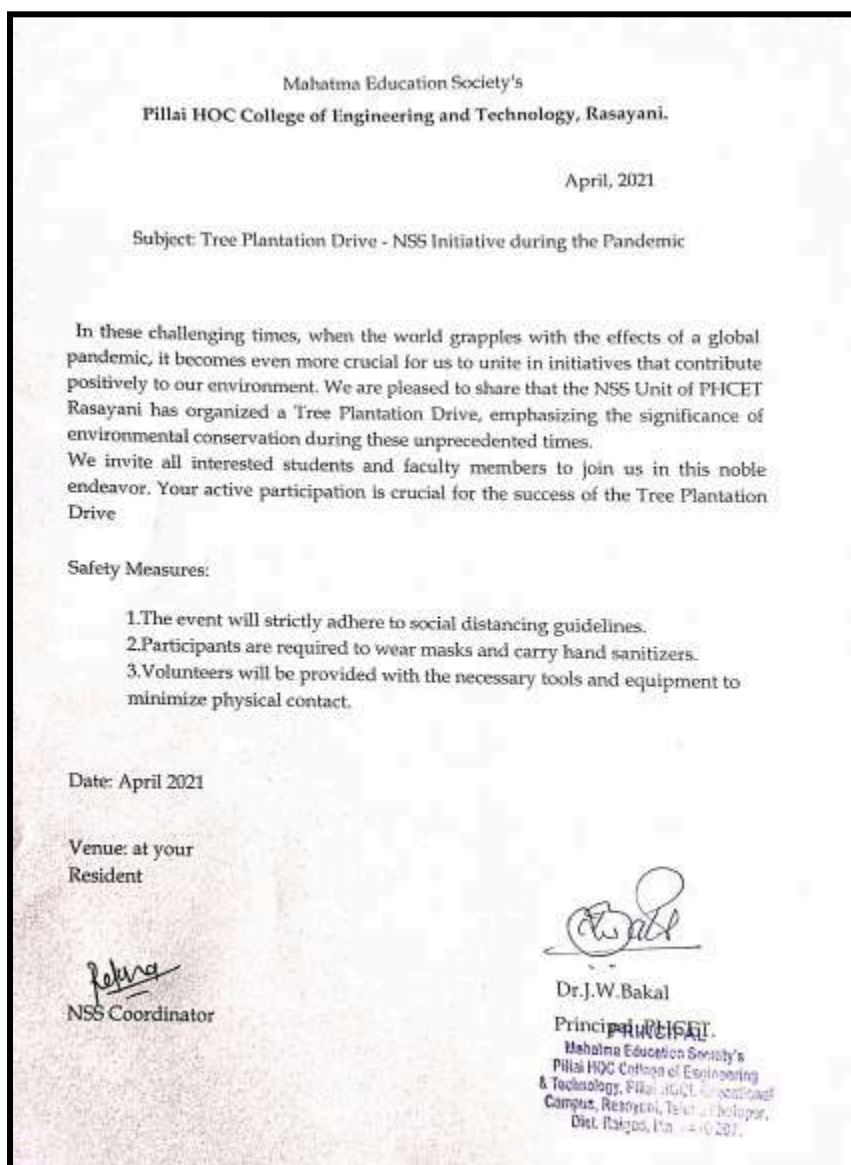 Mahatma Education Society's
Pillai HOC College of Engineering and Technology, Rasayani.
April, 2021
Subject: Tree Plantation Drive - NSS Initiative during the Pandemic
In these challenging times, when the world grapples with the effects of a global
pandemic, it becomes even more crucial for us to unite in initiatives that contribute
positively to our environment. We are pleased to share that the NSS Unit of PHCET
Rasayani has organized a Tree Plantation Drive, emphasizing the significance of
environmental conservation during these unprecedented times.
We invite all interested students and faculty members to join us in this noble
endeavor. Your active participation is crucial for the success of the Tree Plantation
Drive
Safety Measures:
1.The event will strictly adhere to social distancing guidelines.
2.Participants are required to wear masks and carry hand sanitizers.
3.Volunteers will be provided with the necessary tools and equipment to
minimize physical contact.
Date: April 2021
Venue: at your
Resident
NSS Coordinator
Dr.J.W.Bakal
Principal, PHCET.
PRINCIPAL
Mahatma Education Society's
Pillai HOC College of Engineering
& Technology, Pillai HOCL Educational
Campus, Rasayani,
Dist. Raigad,